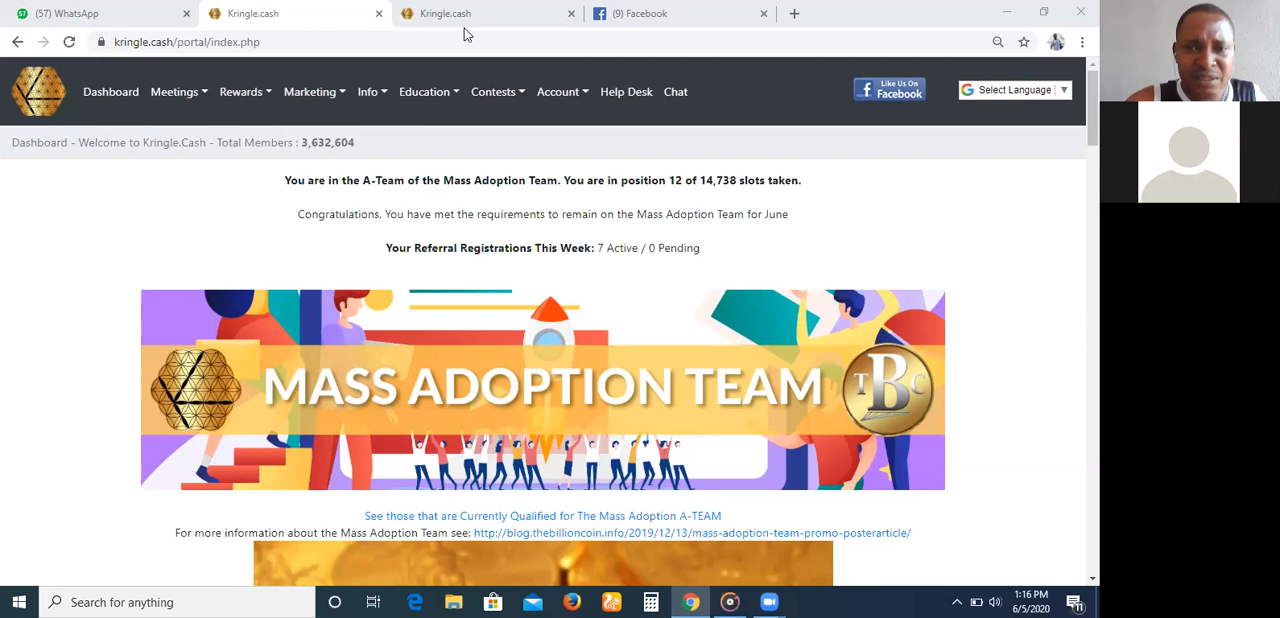 (57) WhatsApp
Kringle.cash
Kringle.cash
(9) Facebook
kringle.cash/portal/index.php
Dashboard Meetings Rewards Marketing Info Education Contests Account Help Desk Chat
Like Us On
Facebook
Select Language
Dashboard - Welcome to Kringle.Cash - Total Members : 3,632,604
You are in the A-Team of the Mass Adoption Team. You are in position 12 of 14,738 slots taken.
Congratulations, You have met the requirements to remain on the Mass Adoption Team for June
Your Referral Registrations This Week: 7 Active / 0 Pending
MASS ADOPTION TEAM
TBC
See those that are Currently Qualified for The Mass Adoption A-TEAM
For more information about the Mass Adoption Team see: http://blog.thebillioncoin.info/2019/12/13/mass-adoption-team-promo-posterarticle/
Search for anything
1:16 PM
6/5/2020
11